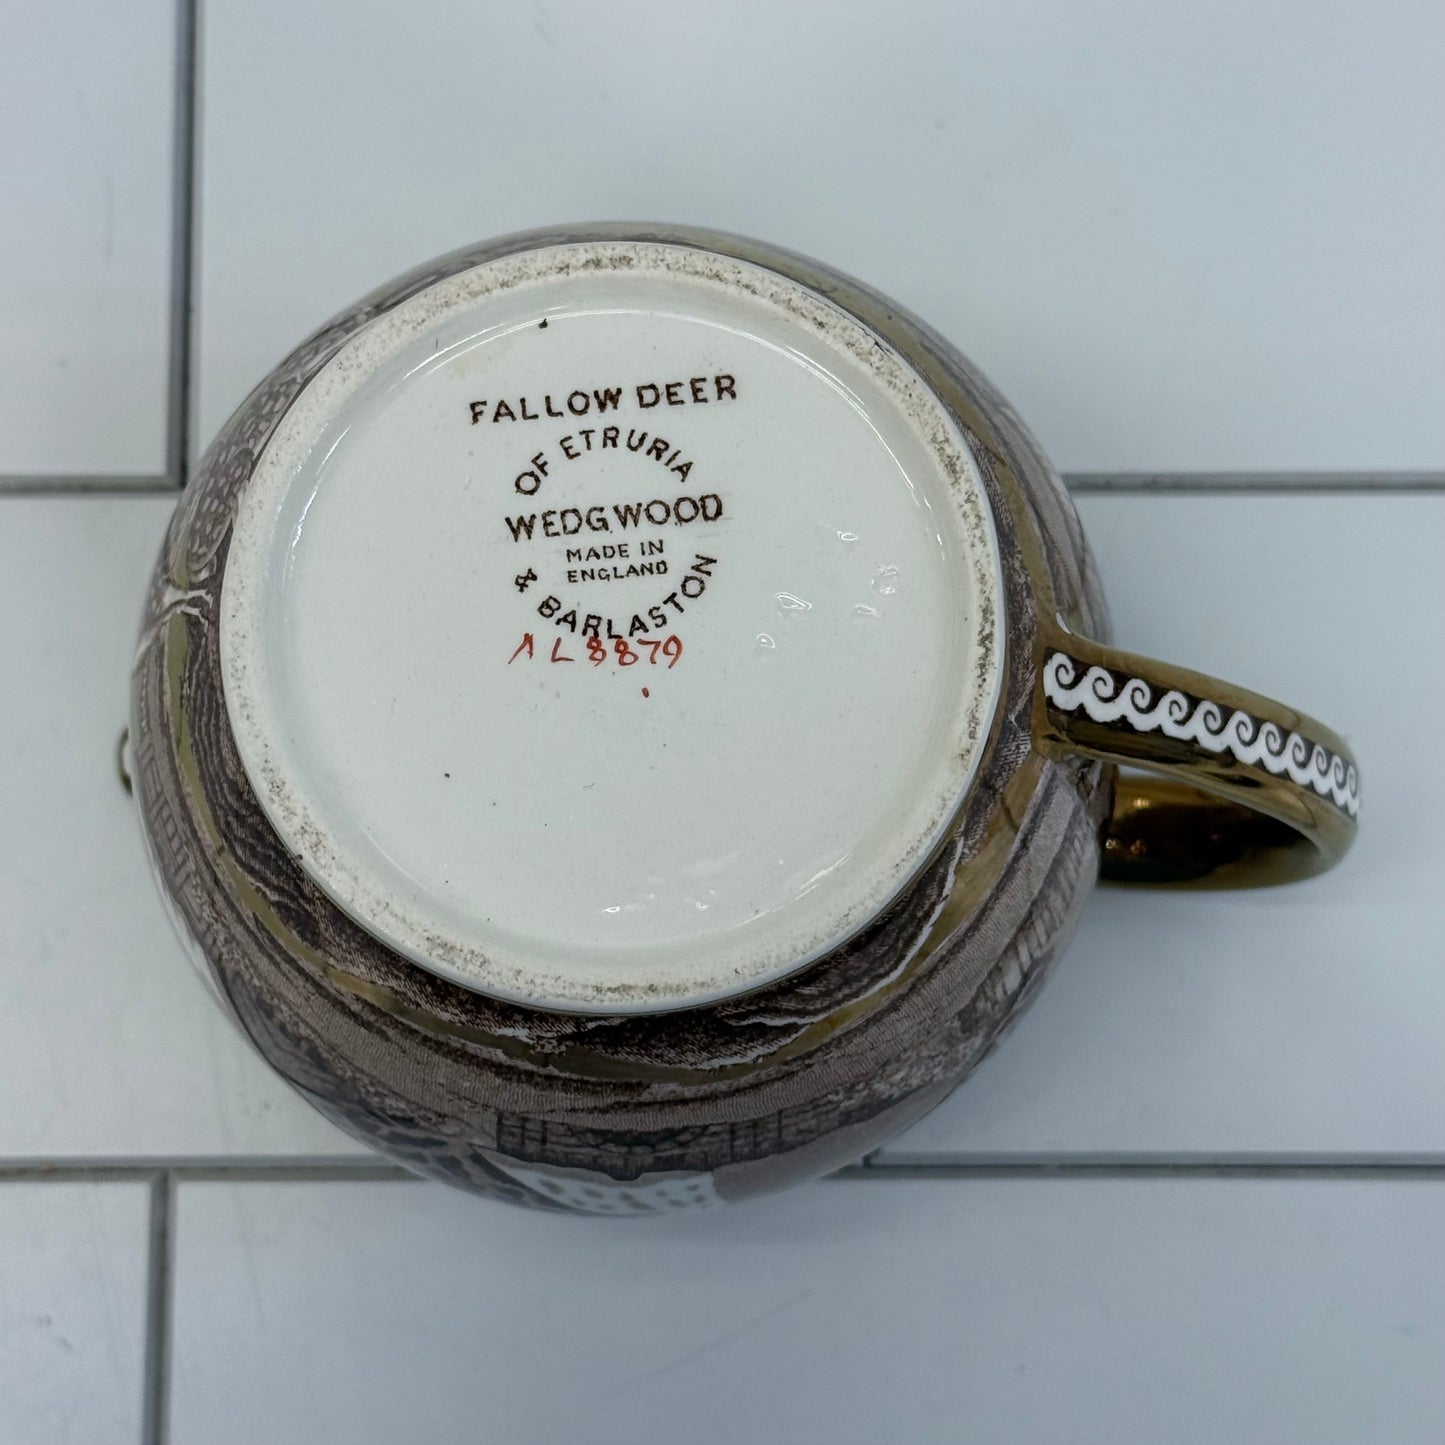 FALLOW DEER
OF ETRURIA
WEDGWOOD
MADE IN
ENGLAND
& BARLASTON
AL8879